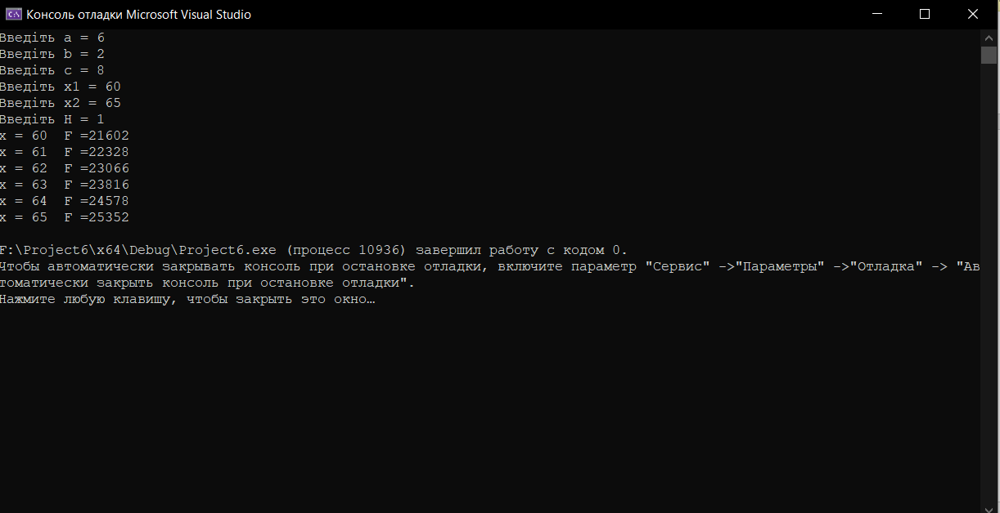 Консоль отладки Microsoft Visual Studio
Введіть a = 6
Введіть b = 2
Введіть c = 8
Введіть x1 = 60
Введіть x2 = 65
Введіть H = 1
x = 60  F =21602
x = 61  F =22328
x = 62  F =23066
x = 63  F =23816
x = 64  F =24578
x = 65  F =25352
F:\Project6\x64\Debug\Project6.exe (процесс 10936) завершил работу с кодом 0.
Чтобы автоматически закрывать консоль при остановке отладки, включите параметр "Сервис" ->"Параметры" ->"Отладка" -> "Ав
томатически закрыть консоль при остановке отладки".
Нажмите любую клавишу, чтобы закрыть это окно…